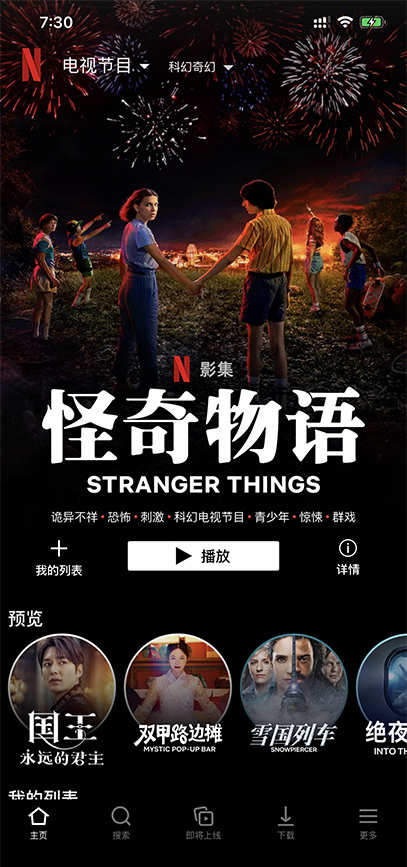 7:30
N
电视节目
科幻奇幻
N 影集
怪奇物语
STRANGER THINGS
诡异不祥 • 恐怖 • 刺激 • 科幻电视节目 • 青少年 • 惊悚 • 群戏
我的列表
播放
详情
预览
国王
永远的君主
双甲路边摊
MYSTIC POP-UP BAR
雪国列车
SNOWPIERCER
绝夜
INTO TH
我的列表
主页
搜索
即将上线
下载
更多